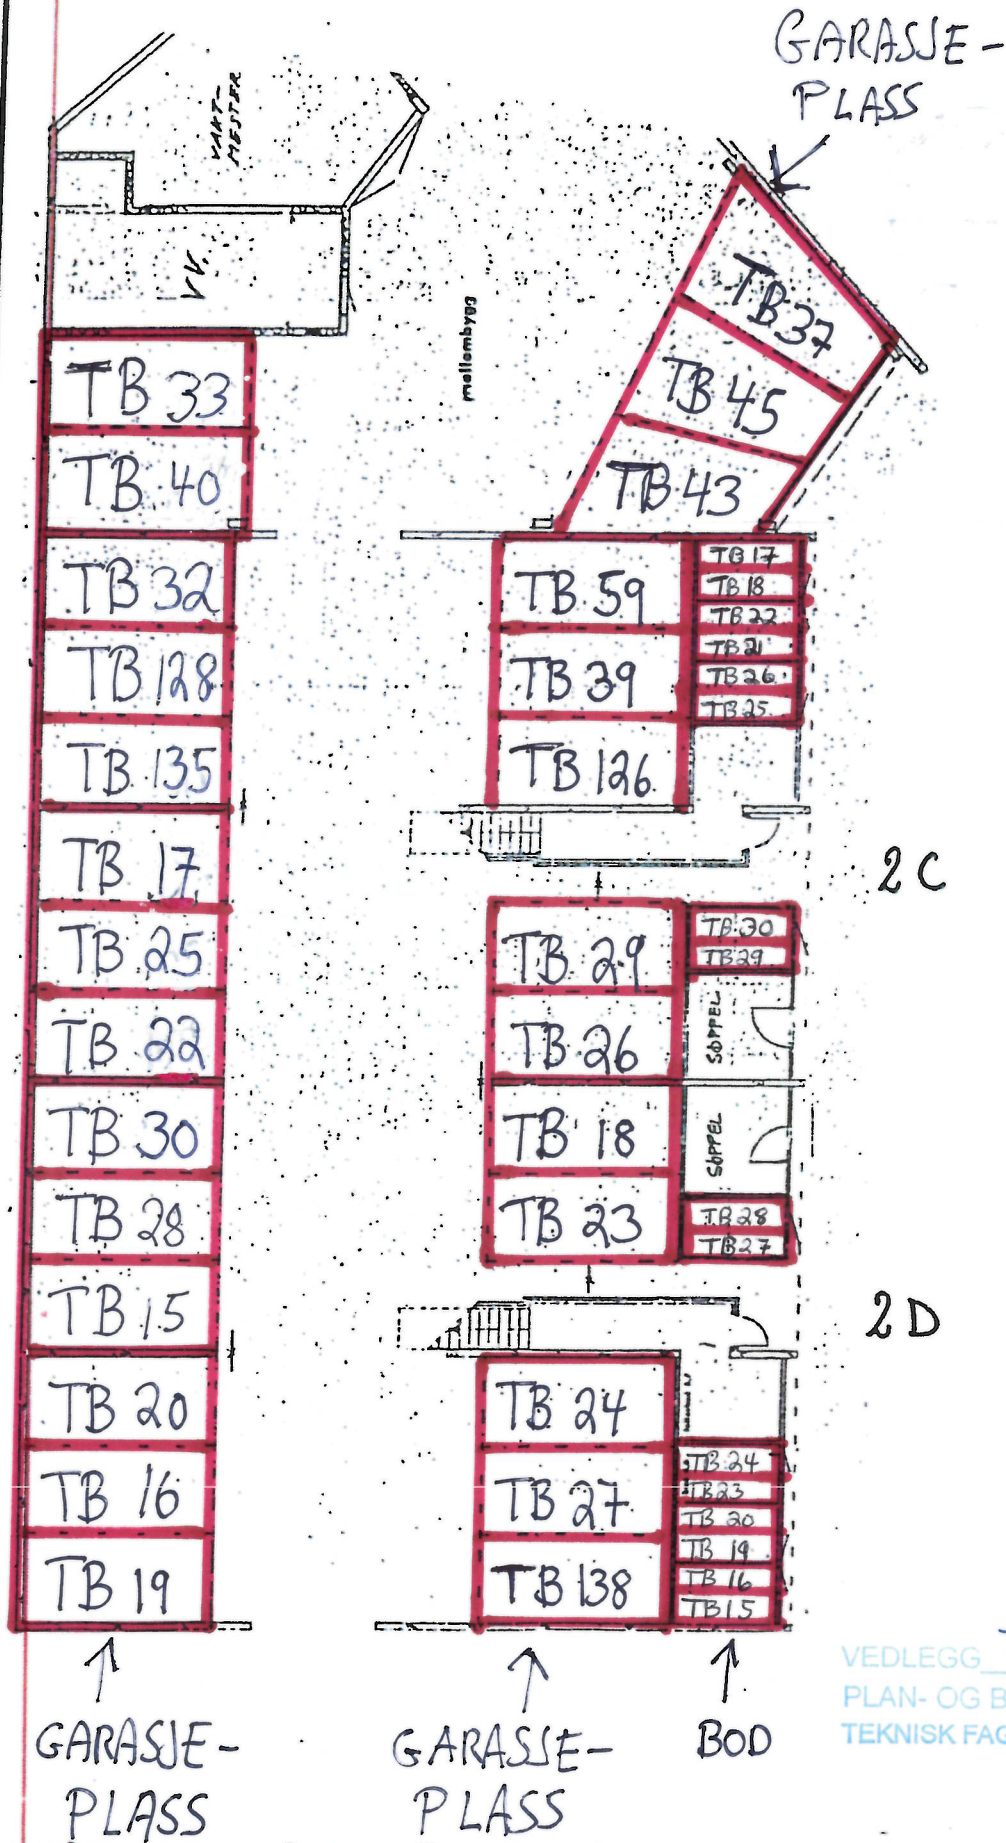 GARASJE-
PLASS
VAKT-
MESTER
VV.
mellombygg
TB 37
TB 45
TB 43
TB 33
TB 40
TB 32
TB 128
TB 135
TB 17
TB 25
TB 22
TB 30
TB 28
TB 15
TB 20
TB 16
TB 19
TB 59
TB 39
TB 126
TB 17
TB 18
TB 22
TB 21
TB 26
TB 25
2C
TB 29
TB 26
TB 18
TB 23
TB 30
TB 29
SØPPEL
SØPPEL
TB 28
TB 27
2D
TB 24
TB 27
TB 138
TB 24
TB 23
TB 20
TB 19
TB 16
TB 15
GARASJE-
PLASS
GARASJE-
PLASS
BOD
VEDLEGG
PLAN- OG B
TEKNISK FAG